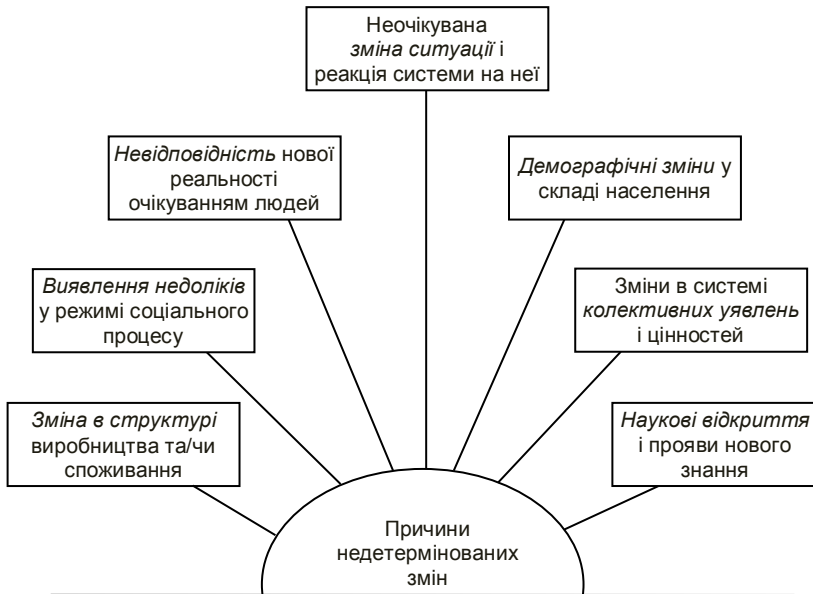 Неочікувана
зміна ситуації і
реакція системи на неї
Невідповідність нової
реальності
очікуванням людей
Демографічні зміни у
складі населення
Виявлення недоліків
у режимі соціального
процесу
Зміни в системі
колективних уявлень
і цінностей
Зміна в структурі
виробництва та/чи
споживання
Наукові відкриття
і прояви нового
знання
Причини
недетермінованих
змін